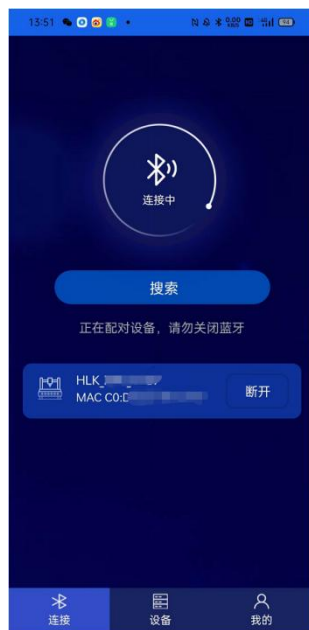 13:51
连接中
搜索
正在配对设备，请勿关闭蓝牙
HLK_
MAC C0:D
断开
连接
设备
我的